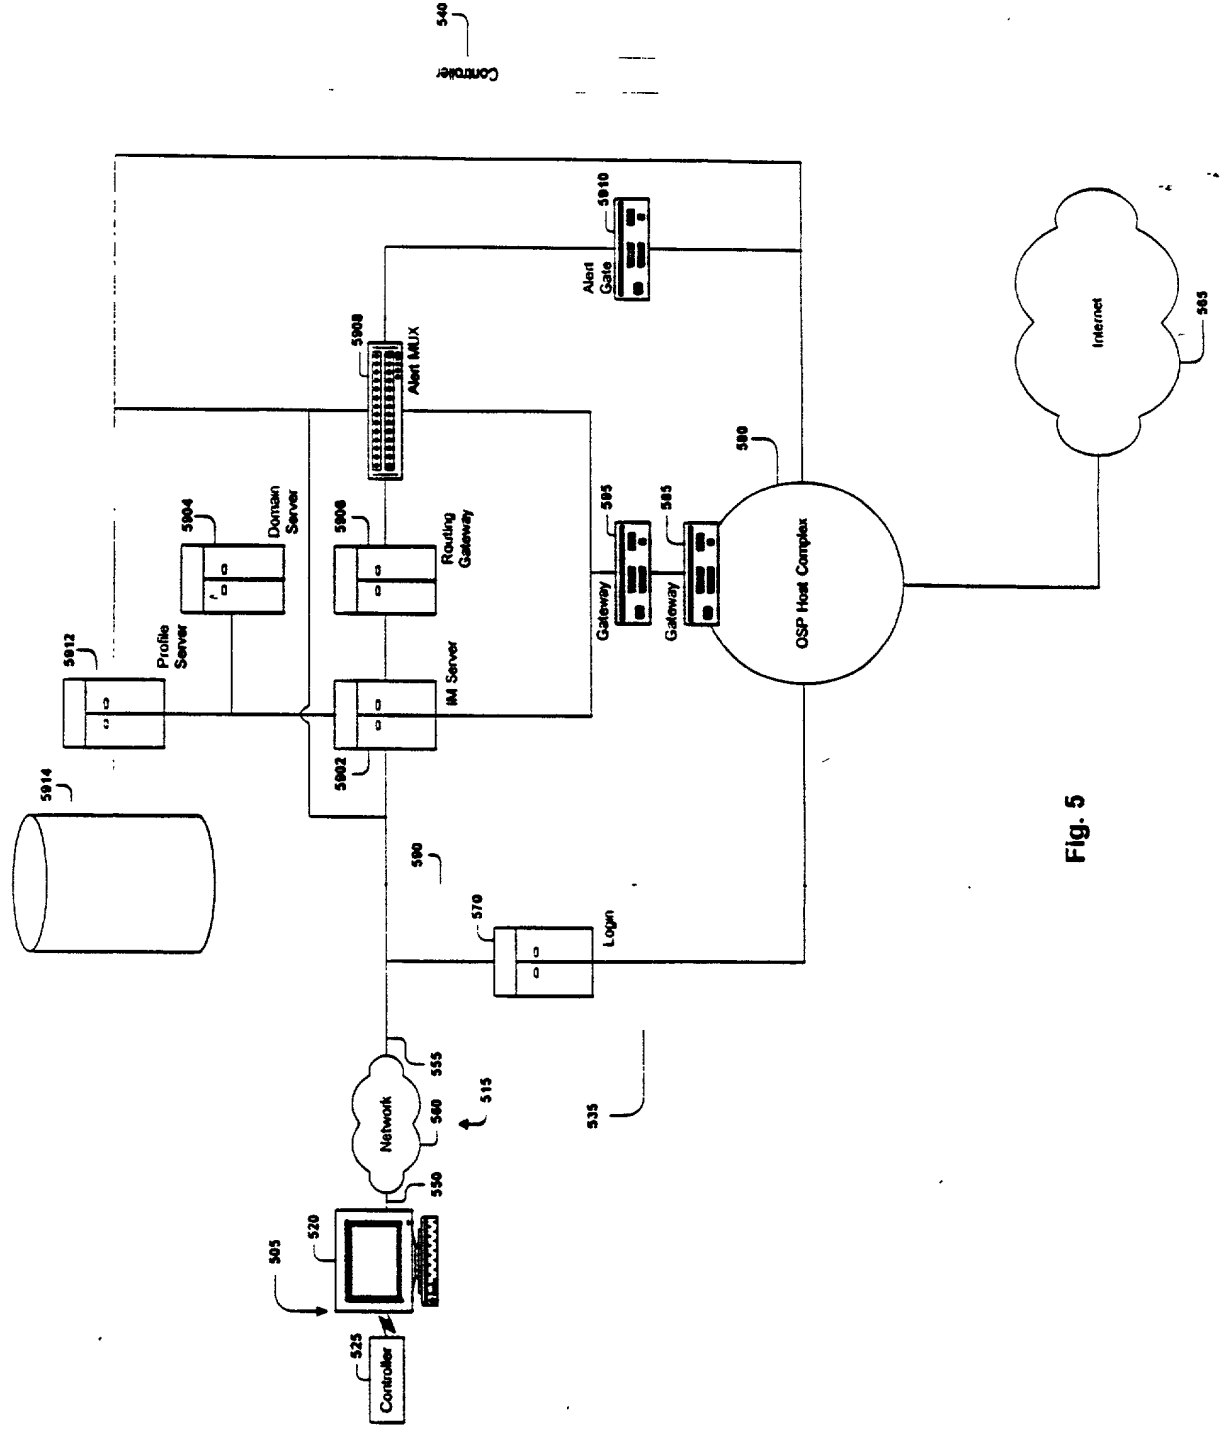 540
Controller
5910
Alert
Gate
5908
Alert MUX
Internet
565
5904
Domain
Server
5906
Routing
Gateway
595
Gateway
585
Gateway
580
OSP Host Complex
5912
Profile
Server
5902
IM Server
5914
590
570
Login
Fig. 5
555
Network
560
550
515
535
505
520
525
Controller